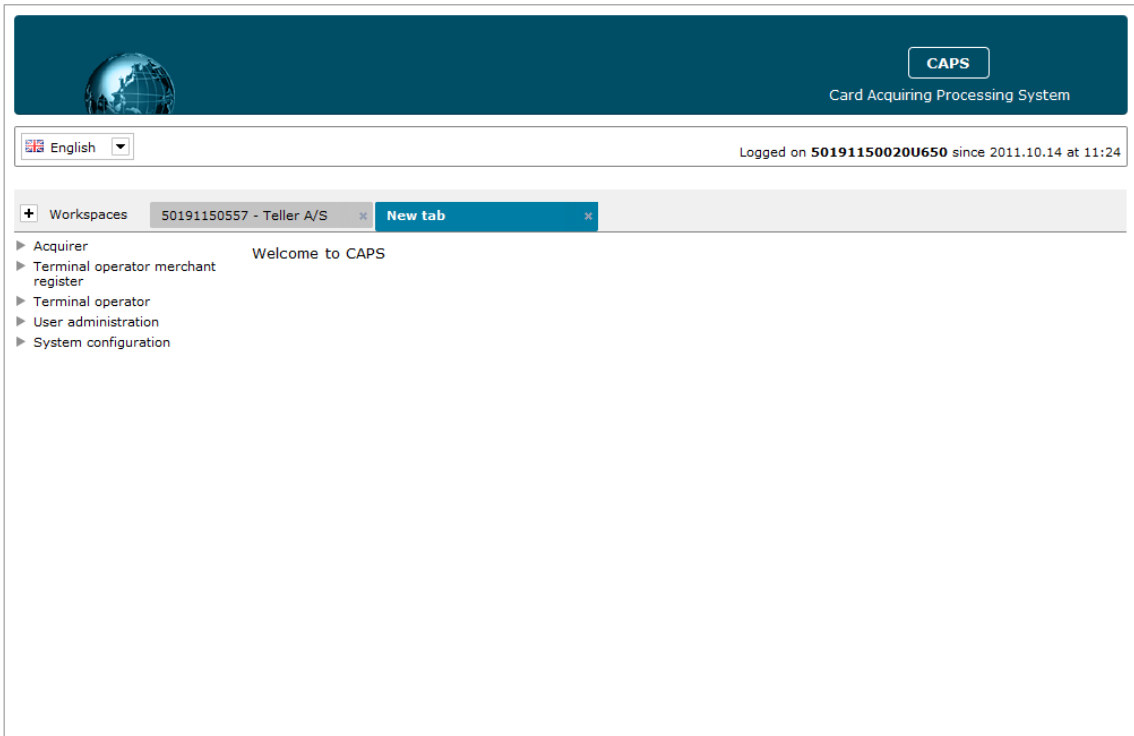 CAPS
Card Acquiring Processing System
English
Logged on 50191150020U650 since 2011.10.14 at 11:24
+ Workspaces 50191150557 - Teller A/S × New tab ×
Acquirer
Welcome to CAPS
Terminal operator merchant
register
Terminal operator
User administration
System configuration